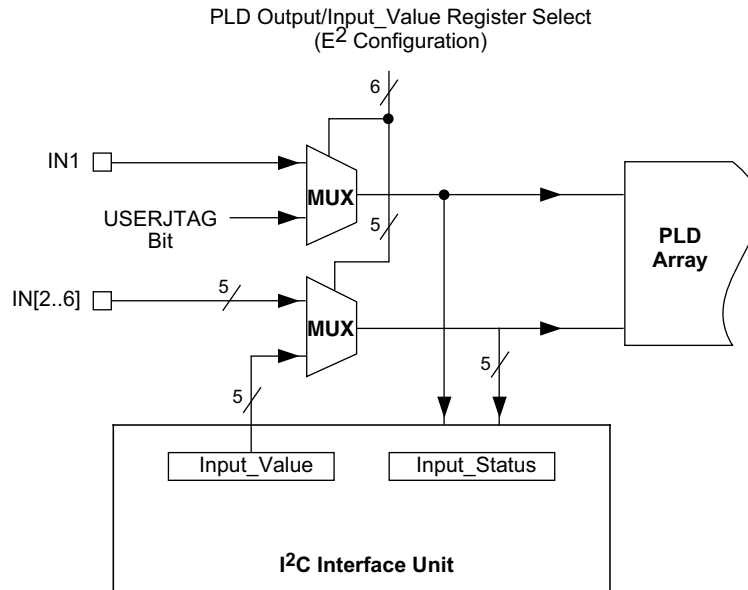 PLD Output/Input_Value Register Select
(E² Configuration)
6
IN1
MUX
USERJTAG
Bit
5
PLD
Array
IN[2..6]
5
MUX
5
5
Input_Value
Input_Status
I²C Interface Unit